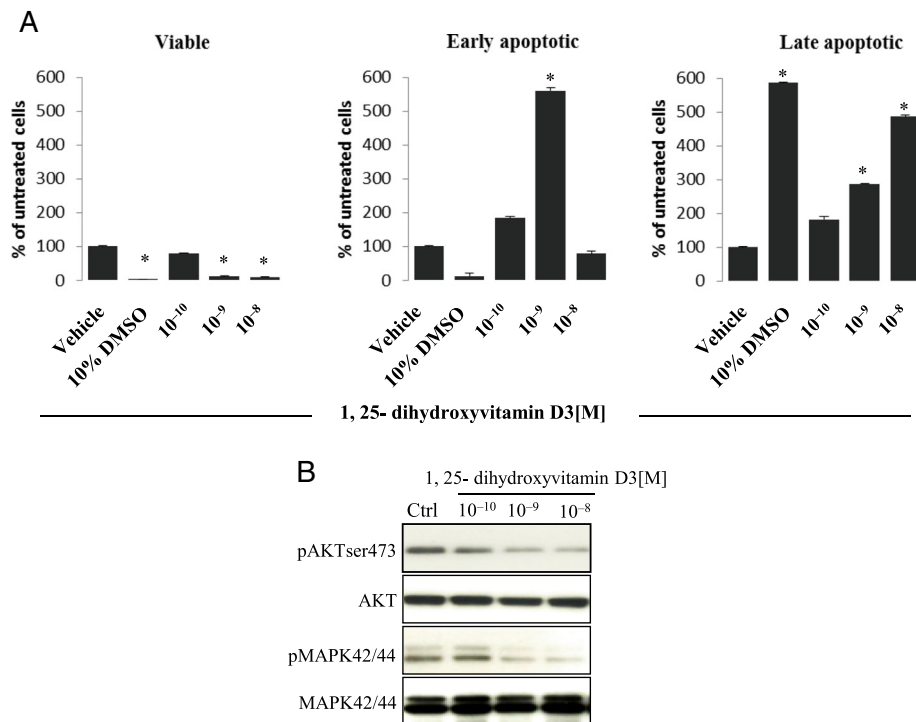 A
Viable
Early apoptotic
Late apoptotic
% of untreated cells
600
500
400
300
200
100
0
*
*
*
Vehicle
10% DMSO
10⁻¹⁰
10⁻⁹
10⁻⁸
% of untreated cells
600
500
400
300
200
100
0
*
Vehicle
10% DMSO
10⁻¹⁰
10⁻⁹
10⁻⁸
% of untreated cells
600
500
400
300
200
100
0
*
*
*
Vehicle
10% DMSO
10⁻¹⁰
10⁻⁹
10⁻⁸
1, 25- dihydroxyvitamin D3[M]
B
1, 25- dihydroxyvitamin D3[M]
Ctrl 10⁻¹⁰ 10⁻⁹ 10⁻⁸
pAKTser473
AKT
pMAPK42/44
MAPK42/44